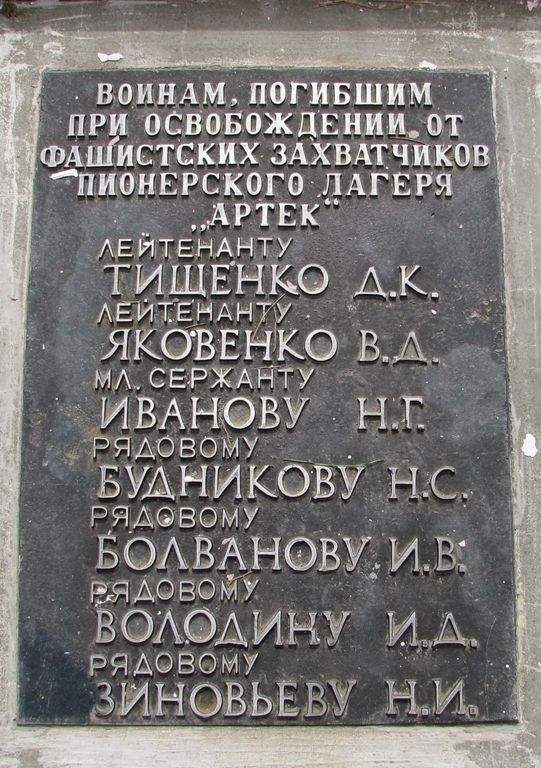 ВОИНАМ, ПОГИБШИМ
ПРИ ОСВОБОЖДЕНИИ ОТ
ФАШИСТСКИХ ЗАХВАТЧИКОВ
ПИОНЕРСКОГО ЛАГЕРЯ
„АРТЕК"
ЛЕЙТЕНАНТУ
ТИЩЕНКО Д.К.
ЛЕЙТЕНАНТУ
ЯКОВЕНКО В.Д.
МЛ. СЕРЖАНТУ
ИВАНОВУ Н.Г.
РЯДОВОМУ
БУДНИКОВУ Н.С.
РЯДОВОМУ
БОЛВАНОВУ И.В.
РЯДОВОМУ
ВОЛОДИНУ И.Д.
РЯДОВОМУ
ЗИНОВЬЕВУ Н.И.